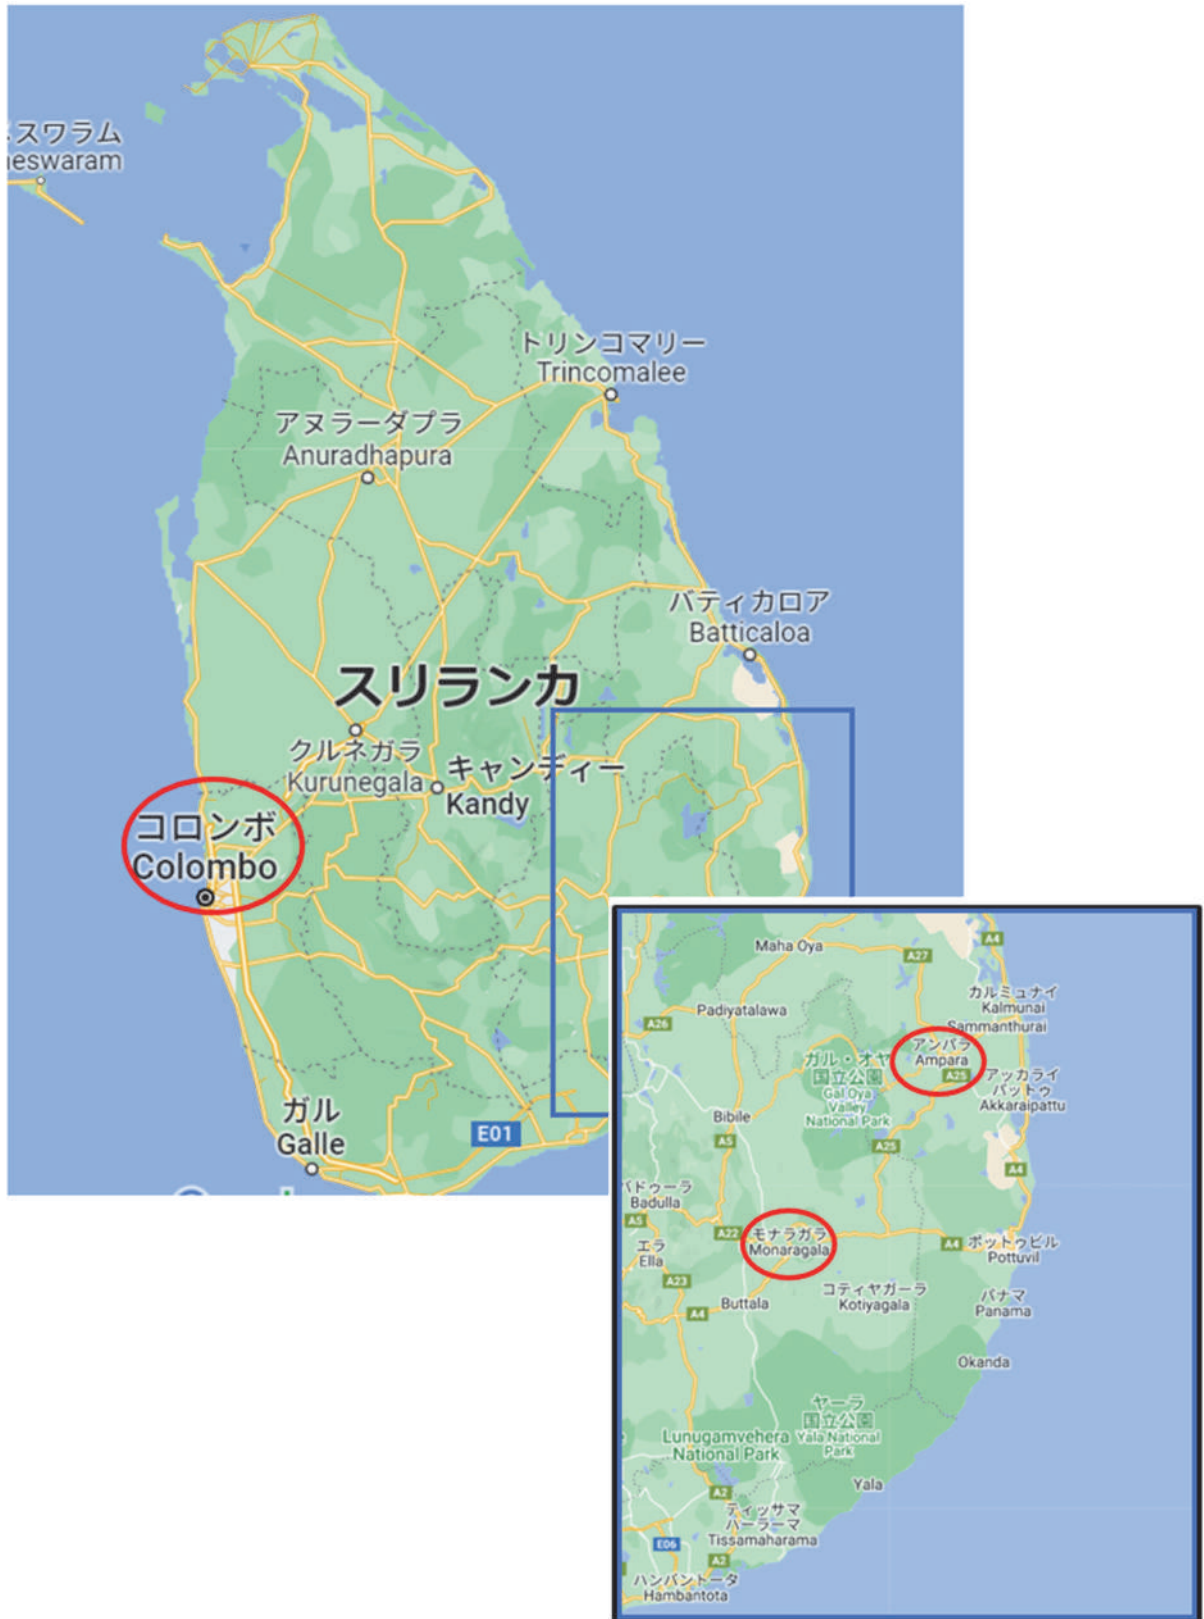 スワラム
neswaram
トリンコマリー
Trincomalee
アヌラーダプラ
Anuradhapura
バティカロア
Batticaloa
スリランカ
クルネガラ
Kurunegala
キャンディー
Kandy
コロンボ
Colombo
ガル
Galle
E01
Maha Oya
A27
A4
カルミュナイ
Kalmunai
Sammanthurai
Padiyatalawa
A26
アンパラ
Ampara
A25
ガル・オヤ
国立公園
Gal Oya
Valley
National Park
アッカライ
パットゥ
Akkaraipattu
Bibile
A5
A25
A4
バドゥーラ
Badulla
A5
A22
モナラガラ
Monaragala
A4
ポットゥビル
Pottuvil
エラ
Ella
A23
Buttala
A4
コティヤガーラ
Kotiyagala
パナマ
Panama
Okanda
ヤーラ
国立公園
Yala National
Park
Lunugamvehera
National Park
Yala
A2
ティッサマ
ハーラーマ
Tissamaharama
E06
A2
ハンバントータ
Hambantota